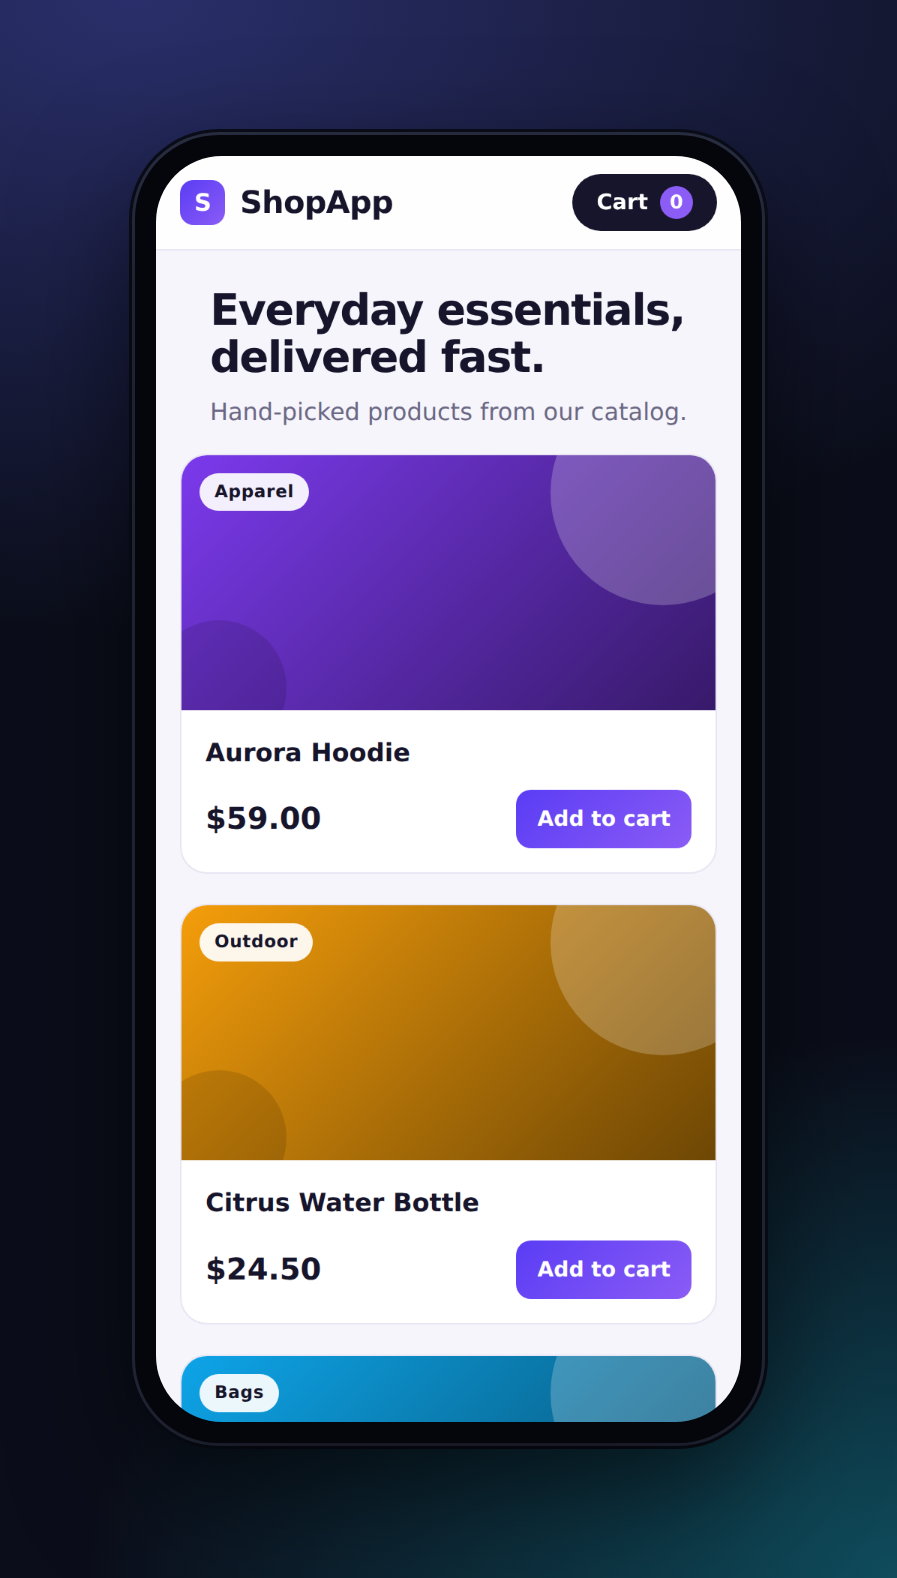 S ShopApp
Cart 0
Everyday essentials,
delivered fast.
Hand-picked products from our catalog.
Apparel
Aurora Hoodie
$59.00
Add to cart
Outdoor
Citrus Water Bottle
$24.50
Add to cart
Bags